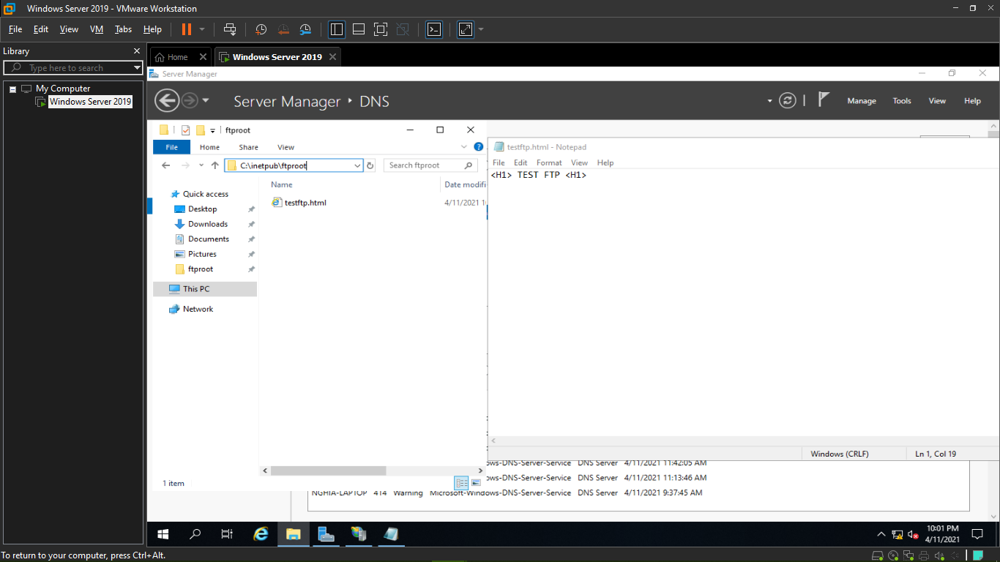 Windows Server 2019 - VMware Workstation
File Edit View VM Tabs Help
Library
Type here to search
My Computer
Windows Server 2019
Home
Windows Server 2019
Server Manager
Server Manager DNS
Manage Tools View Help
ftproot
File Home Share View
C:\inetpub\ftproot
Search ftproot
Name Date modifi
testftp.html 4/11/2021
Quick access
Desktop
Downloads
Documents
Pictures
ftproot
This PC
Network
1 item
testftp.html - Notepad
File Edit Format View Help
<H1> TEST FTP <H1>
Windows (CRLF) Ln 1, Col 19
ows-DNS-Server-Service DNS Server 4/11/2021 11:42:05 AM
ows-DNS-Server-Service DNS Server 4/11/2021 11:13:46 AM
NGHIA-LAPTOP 414 Warning Microsoft-Windows-DNS-Server-Service DNS Server 4/11/2021 9:37:45 AM
10:01 PM
4/11/2021
To return to your computer, press Ctrl+Alt.